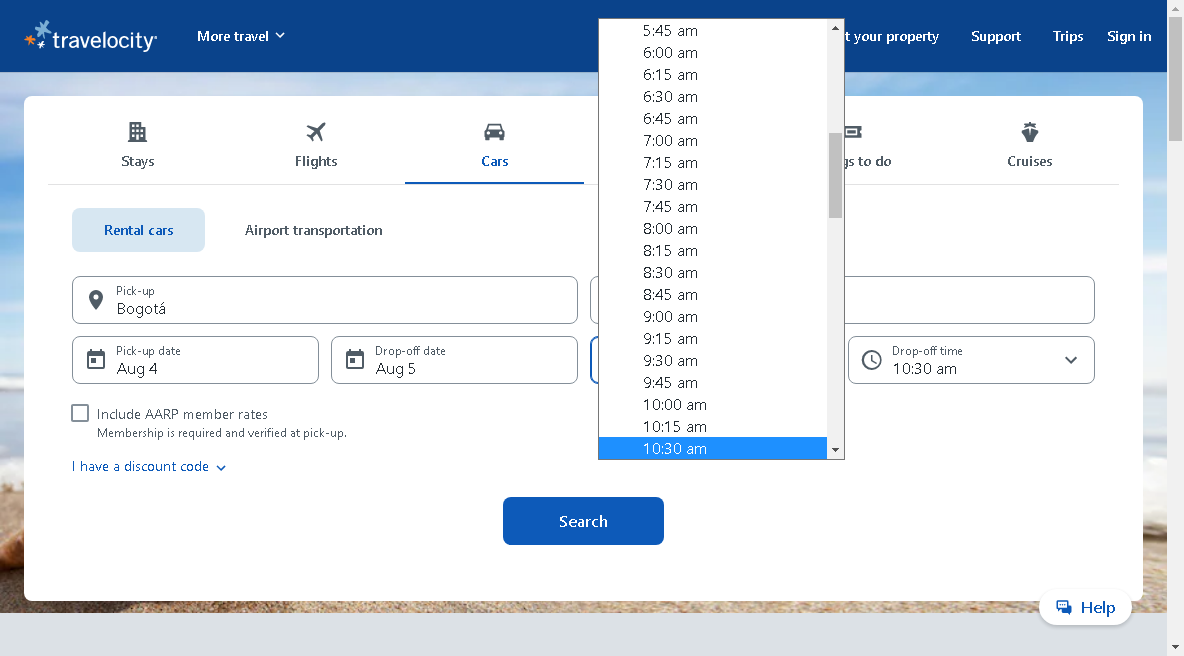 travelocity
More travel
t your property
Support
Trips
Sign in
Stays
Flights
Cars
gs to do
Cruises
Rental cars
Airport transportation
Pick-up
Bogotá
Pick-up date
Aug 4
Drop-off date
Aug 5
Drop-off time
10:30 am
5:45 am
6:00 am
6:15 am
6:30 am
6:45 am
7:00 am
7:15 am
7:30 am
7:45 am
8:00 am
8:15 am
8:30 am
8:45 am
9:00 am
9:15 am
9:30 am
9:45 am
10:00 am
10:15 am
10:30 am
Include AARP member rates
Membership is required and verified at pick-up.
I have a discount code
Search
Help